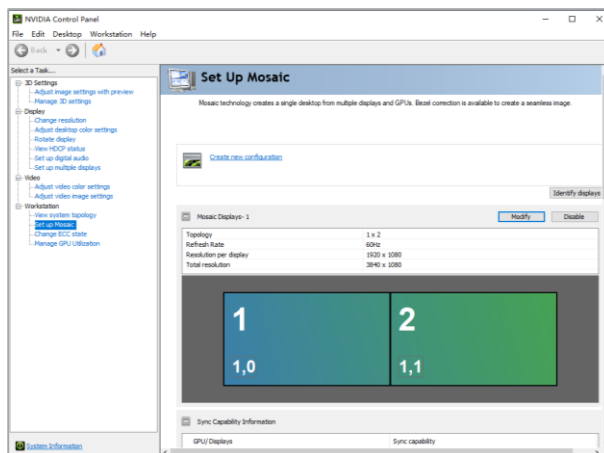 NVIDIA Control Panel
File Edit Desktop Workstation Help
Back
Select a Task...
3D Settings
Adjust image settings with preview
Manage 3D settings
Display
Change resolution
Adjust desktop color settings
Rotate display
View HDCP status
Set up digital audio
Set up multiple displays
Video
Adjust video color settings
Adjust video image settings
Workstation
View system topology
Set up Mosaic
Change ECC state
Manage GPU Utilization
System Information
Set Up Mosaic
Mosaic technology creates a single desktop from multiple displays and GPUs. Bezel correction is available to create a seamless image.
Create new configuration
Identify displays
Mosaic Displays- 1 Modify Disable
Topology 1 x 2
Refresh Rate 60Hz
Resolution per display 1920 x 1080
Total resolution 3840 x 1080
1 2
1,0 1,1
Sync Capability Information
GPU/ Displays Sync capability